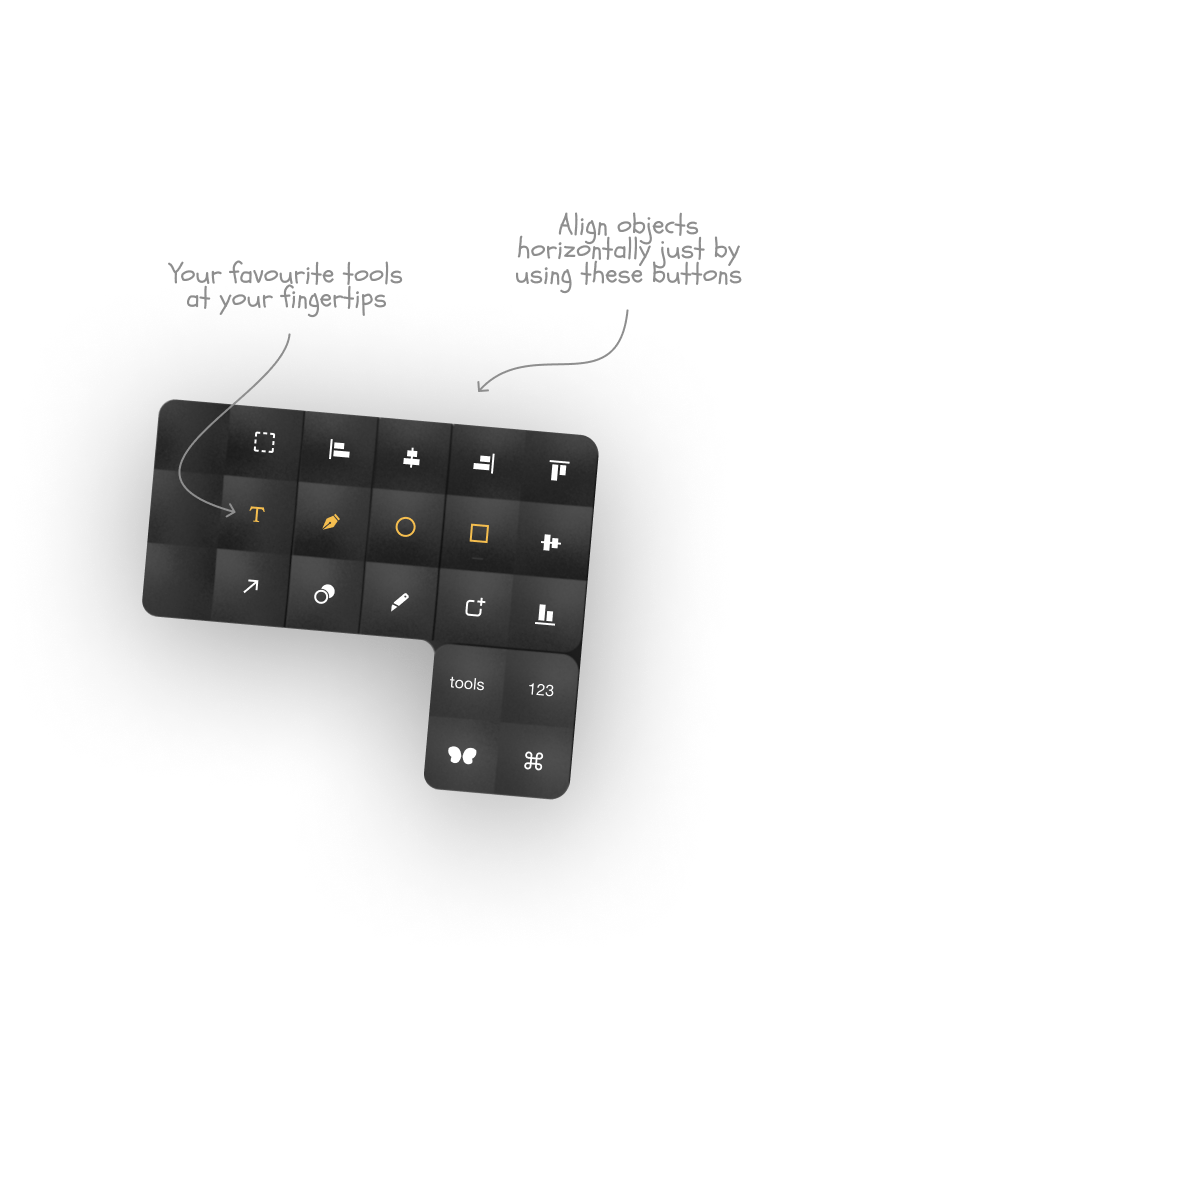 Your favourite tools
at your fingertips
Align objects
horizontally just by
using these buttons
T
tools
123
⌘